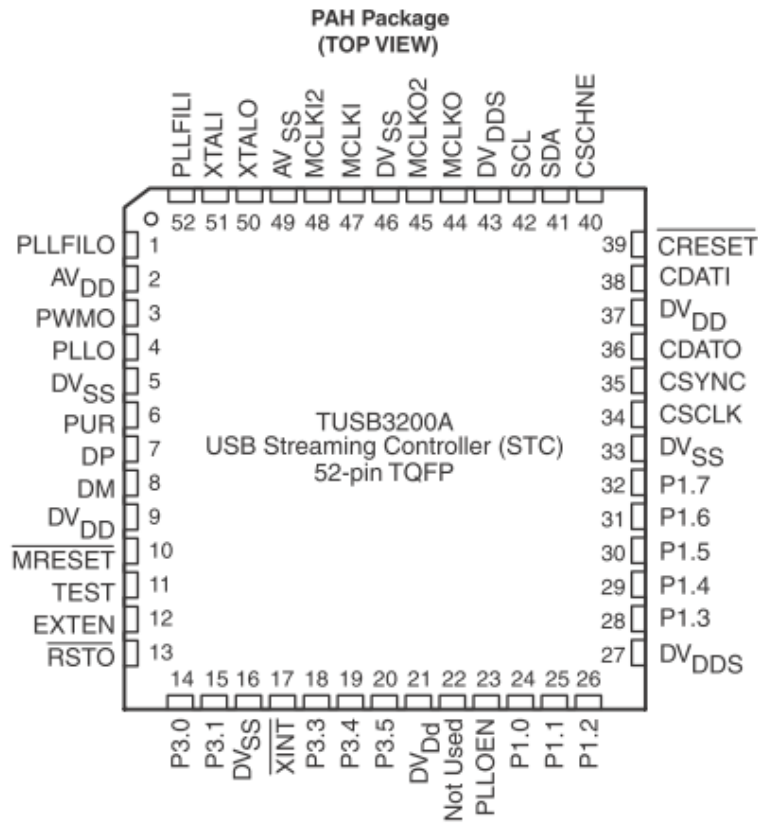 PAH Package
(TOP VIEW)
PLLFILI
XTALI
XTALO
AVSS
MCLKI2
MCLKI
DVSS
MCLKO2
MCLKO
DVDDS
SCL
SDA
CSCHNE
52 51 50 49 48 47 46 45 44 43 42 41 40
PLLFILO 1
AVDD 2
PWMO 3
PLLO 4
DVSS 5
PUR 6
DP 7
DM 8
DVDD 9
MRESET 10
TEST 11
EXTEN 12
RSTO 13
TUSB3200A
USB Streaming Controller (STC)
52-pin TQFP
39 CRESET
38 CDATI
37 DVDD
36 CDATO
35 CSYNC
34 CSCLK
33 DVSS
32 P1.7
31 P1.6
30 P1.5
29 P1.4
28 P1.3
27 DVDDS
14 15 16 17 18 19 20 21 22 23 24 25 26
P3.0
P3.1
DVSS
XINT
P3.3
P3.4
P3.5
DVDd
Not Used
PLLOEN
P1.0
P1.1
P1.2